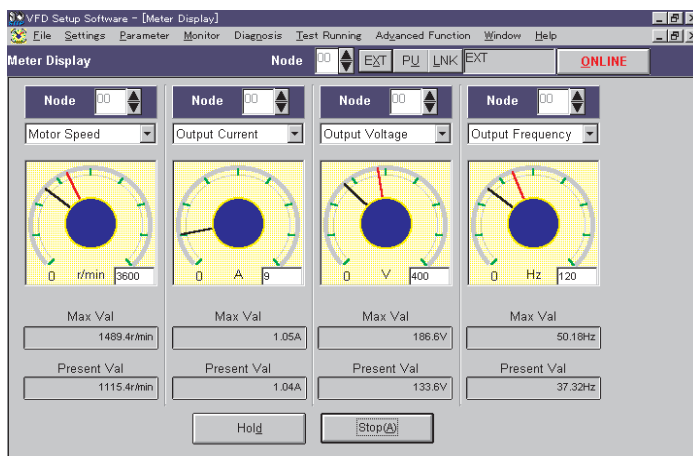 VFD Setup Software - [Meter Display]
File Settings Parameter Monitor Diagnosis Test Running Advanced Function Window Help
Meter Display Node 00 EXT PU LNK EXT ONLINE
Node 00 Node 00 Node 00 Node 00
Motor Speed Output Current Output Voltage Output Frequency
0 r/min 3600 0 A 9 0 V 400 0 Hz 120
Max Val Max Val Max Val Max Val
1489.4r/min 1.05A 186.6V 50.18Hz
Present Val Present Val Present Val Present Val
1115.4r/min 1.04A 133.6V 37.32Hz
Hold Stop(A)